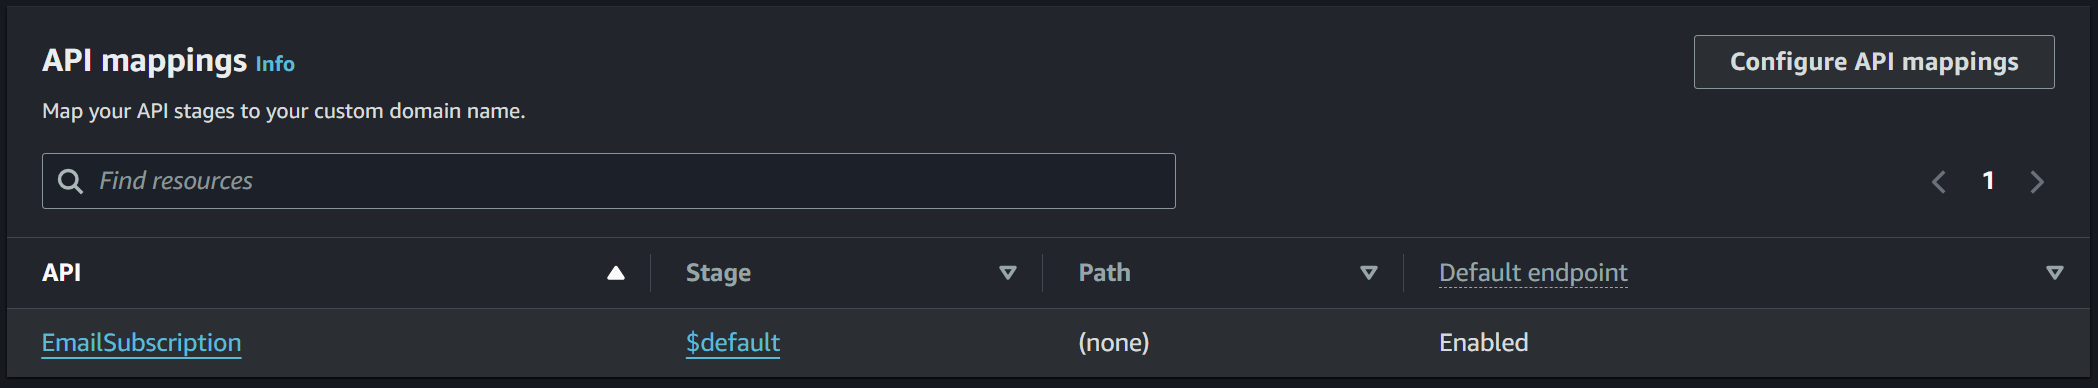 API mappings Info
Configure API mappings
Map your API stages to your custom domain name.
Find resources
1
API Stage Path Default endpoint
EmailSubscription $default (none) Enabled